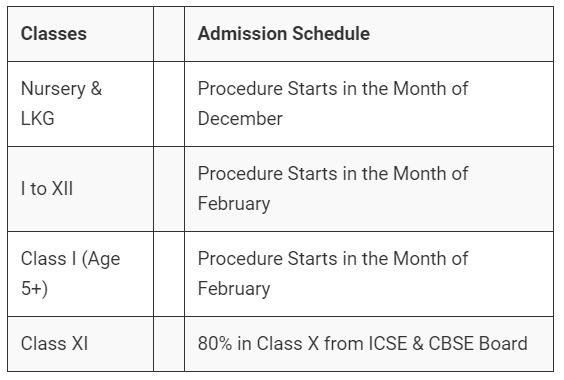 Classes Admission Schedule
Nursery & Procedure Starts in the Month of
LKG December
I to XII Procedure Starts in the Month of
February
Class I (Age Procedure Starts in the Month of
5+) February
Class XI 80% in Class X from ICSE & CBSE Board